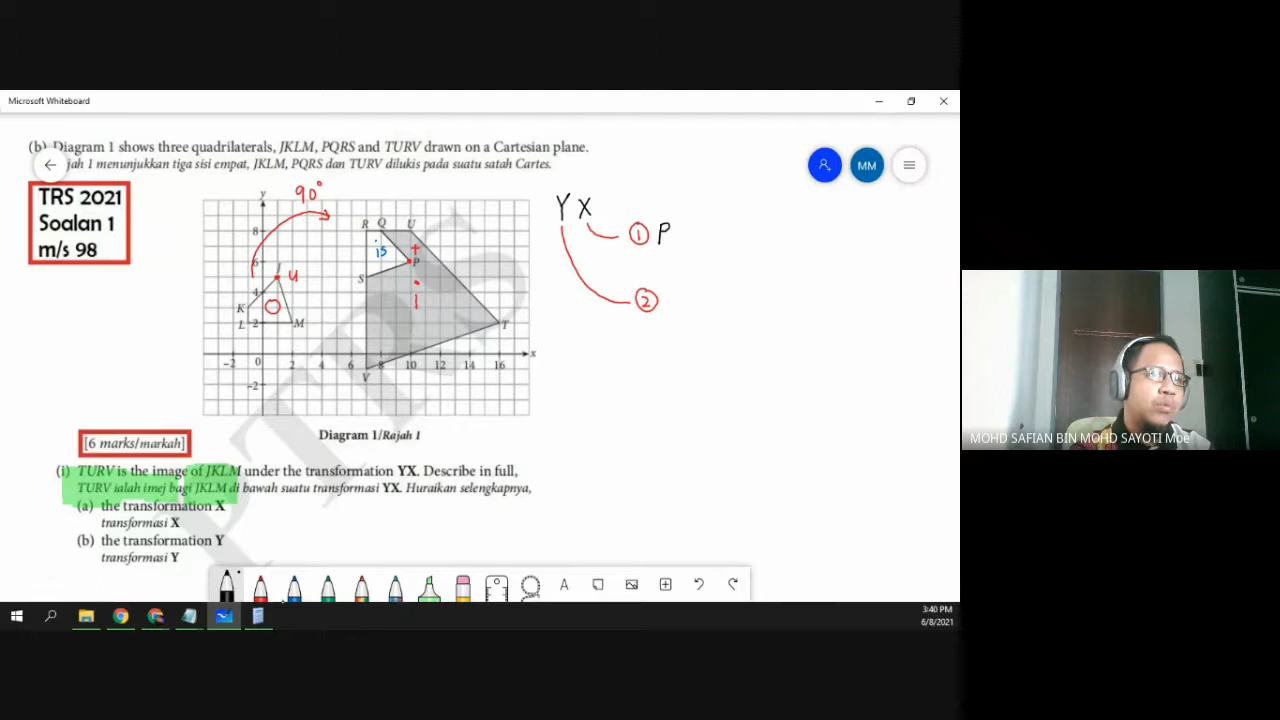 Microsoft Whiteboard
(b) Diagram 1 shows three quadrilaterals, JKLM, PQRS and TURV drawn on a Cartesian plane.
jah 1 menunjukkan tiga sisi empat, JKLM, PQRS dan TURV dilukis pada suatu satah Cartes.
MM
TRS 2021
Soalan 1
m/s 98
90°
y
Y X
1 P
2
R Q U
8
is
+
6
P
J
4
S
4
K
O
1
L 2 M
T
−2 0 2 4 6 8 10 12 14 16 x
V
−2
PTRS
Diagram 1/Rajah 1
[6 marks/markah]
(i) TURV is the image of JKLM under the transformation YX. Describe in full,
TURV ialah imej bagi JKLM di bawah suatu transformasi YX. Huraikan selengkapnya,
(a) the transformation X
transformasi X
(b) the transformation Y
transformasi Y
MOHD SAFIAN BIN MOHD SAYOTI Moe
A
3:40 PM
6/8/2021